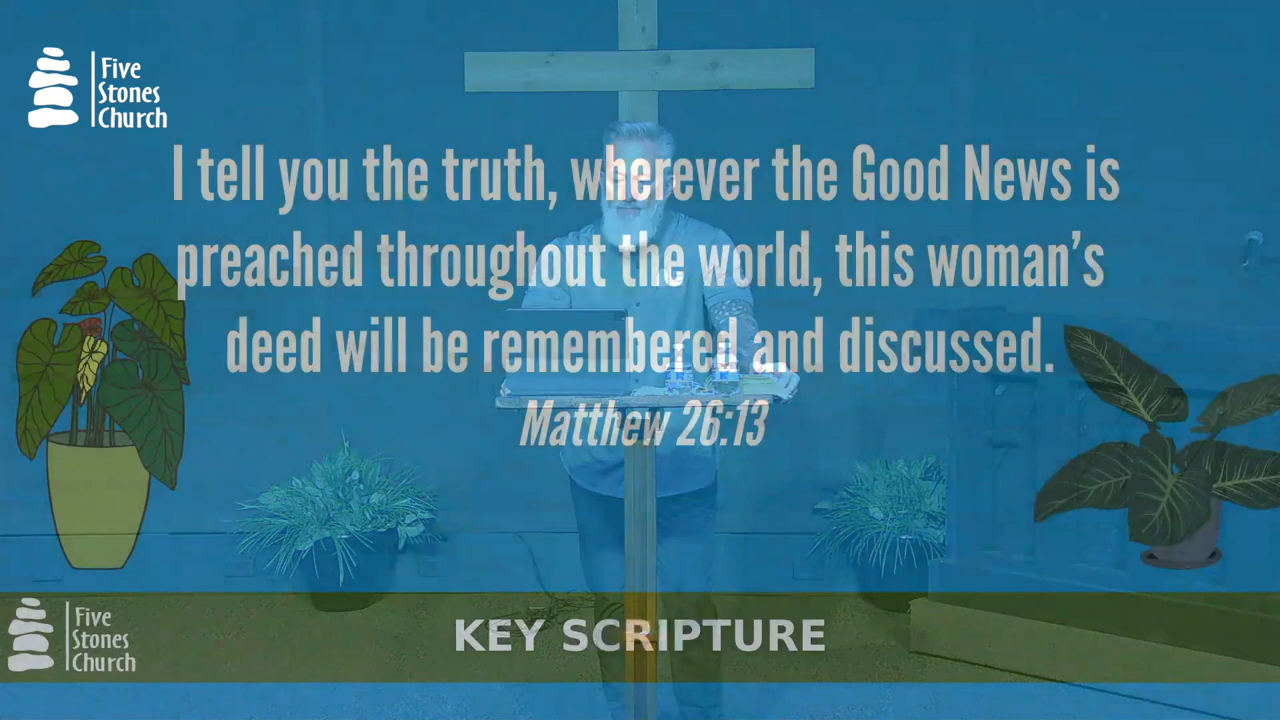 Five
Stones
Church
I tell you the truth, wherever the Good News is
preached throughout the world, this woman’s
deed will be remembered and discussed.
Matthew 26:13
Five
Stones
Church
KEY SCRIPTURE